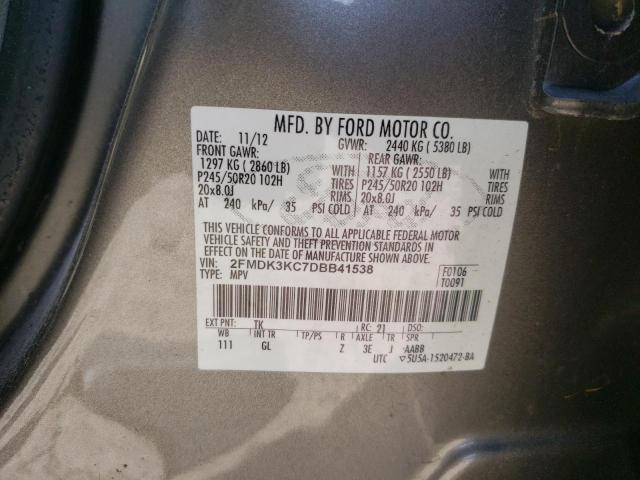 MFD. BY FORD MOTOR CO.
DATE: 11/12 GVWR: 2440 KG ( 5380 LB)
FRONT GAWR: REAR GAWR:
1297 KG ( 2860 LB) 1157 KG ( 2550 LB)
P245/50R20 102H TIRES P245/50R20 102H TIRES
20x8.0J RIMS 20x8.0J RIMS
AT 240 kPa/ 35 PSI COLD AT 240 kPa/ 35 PSI COLD
THIS VEHICLE CONFORMS TO ALL APPLICABLE FEDERAL MOTOR
VEHICLE SAFETY AND THEFT PREVENTION STANDARDS IN
EFFECT ON THE DATE OF MANUFACTURE SHOWN ABOVE.
VIN: 2FMDK3KC7DBB41538 F0106
TYPE: MPV T0091
EXT PNT: TK RC: 21 DSO:
WB INT TR TP/PS R AXLE TR SPR
111 GL Z 3E J AABB
UTC 5U5A-1520472-BA